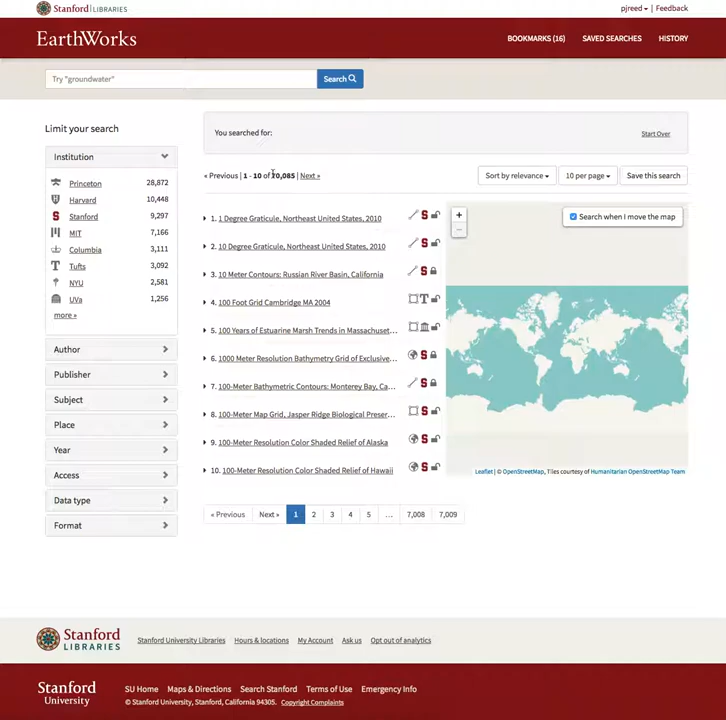 Stanford | LIBRARIES
pjreed | Feedback
EarthWorks
BOOKMARKS (16) SAVED SEARCHES HISTORY
Try "groundwater" Search
Limit your search
Institution
Princeton 28,872
Harvard 10,448
Stanford 9,297
MIT 7,166
Columbia 3,111
Tufts 3,092
NYU 2,581
UVa 1,256
more »
Author
Publisher
Subject
Place
Year
Access
Data type
Format
You searched for: Start Over
« Previous | 1 - 10 of 70,085 | Next »
Sort by relevance 10 per page Save this search
1. 1 Degree Graticule, Northeast United States, 2010
2. 10 Degree Graticule, Northeast United States, 2010
3. 10 Meter Contours: Russian River Basin, California
4. 100 Foot Grid Cambridge MA 2004
5. 100 Years of Estuarine Marsh Trends in Massachuset...
6. 1000 Meter Resolution Bathymetry Grid of Exclusive...
7. 100-Meter Bathymetric Contours: Monterey Bay, Ca...
8. 100-Meter Map Grid, Jasper Ridge Biological Preser...
9. 100-Meter Resolution Color Shaded Relief of Alaska
10. 100-Meter Resolution Color Shaded Relief of Hawaii
+
−
Search when I move the map
Leaflet | © OpenStreetMap, Tiles courtesy of Humanitarian OpenStreetMap Team
« Previous Next » 1 2 3 4 5 ... 7,008 7,009
Stanford
LIBRARIES
Stanford University Libraries Hours & locations My Account Ask us Opt out of analytics
Stanford
University
SU Home Maps & Directions Search Stanford Terms of Use Emergency Info
© Stanford University, Stanford, California 94305. Copyright Complaints